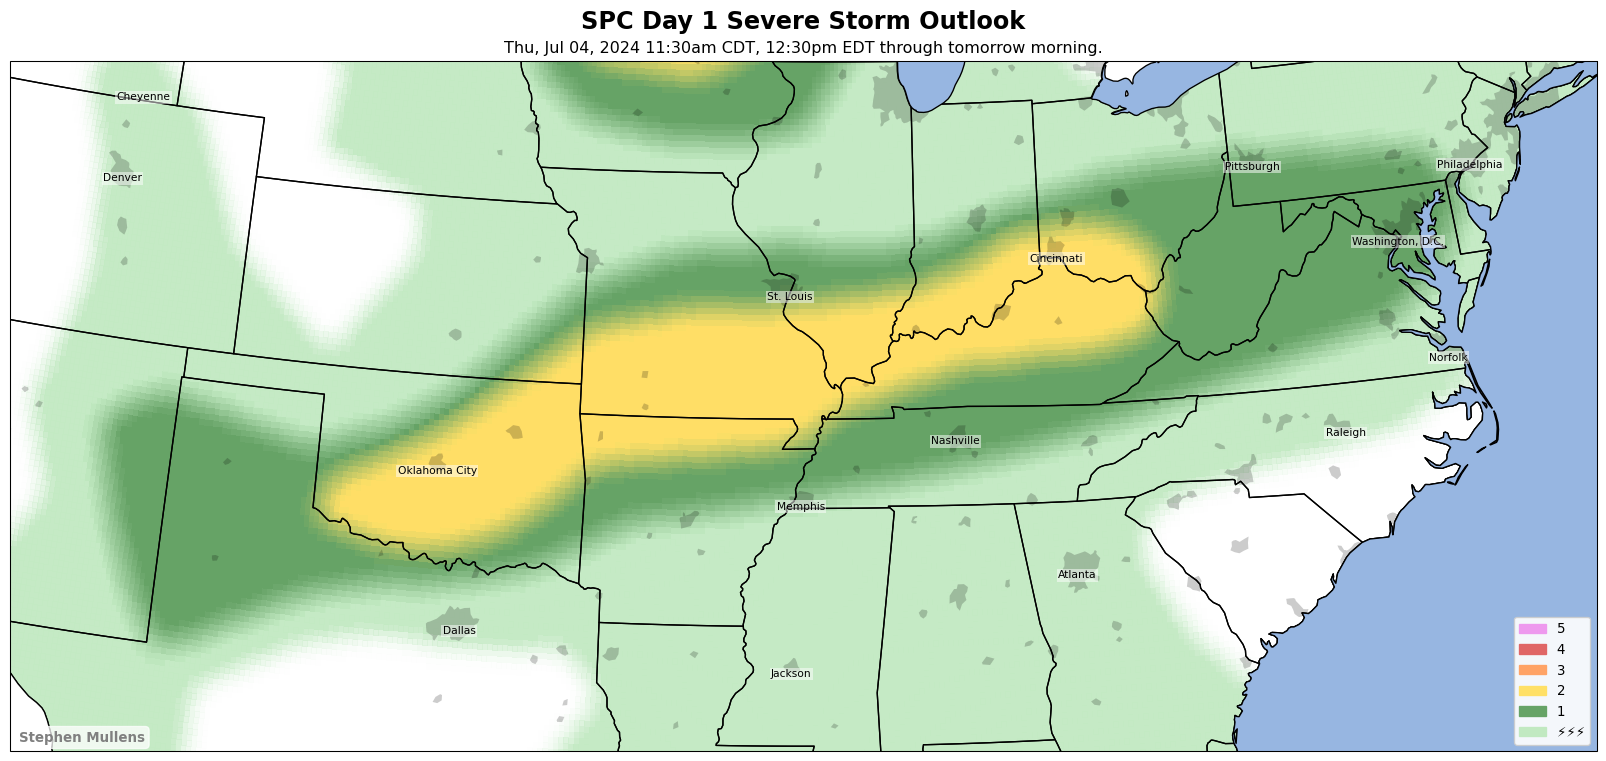 SPC Day 1 Severe Storm Outlook
Thu, Jul 04, 2024 11:30am CDT, 12:30pm EDT through tomorrow morning.
Cheyenne
Denver
Pittsburgh
Philadelphia
Washington, D.C.
Cincinnati
St. Louis
Norfolk
Raleigh
Nashville
Oklahoma City
Memphis
Atlanta
Dallas
Jackson
5
4
3
2
1
⚡⚡⚡
Stephen Mullens